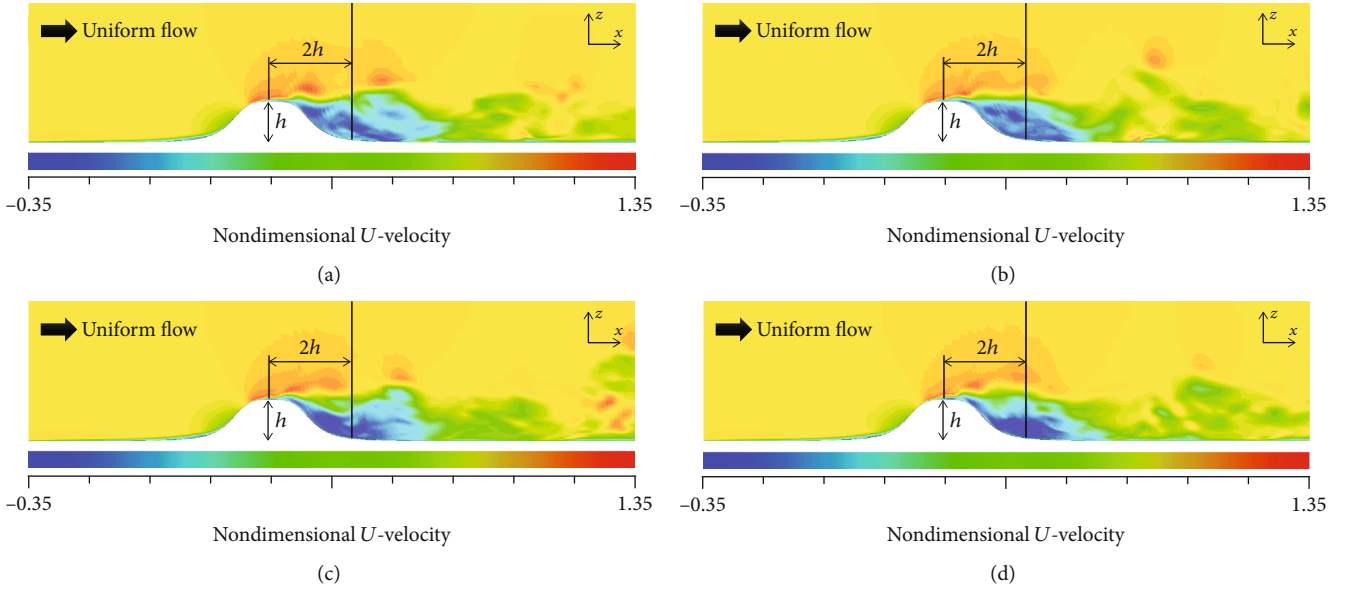 Uniform flow
z
x
2h
h
−0.35
1.35
Nondimensional U-velocity
(a)
Uniform flow
z
x
2h
h
−0.35
1.35
Nondimensional U-velocity
(b)
Uniform flow
z
x
2h
h
−0.35
1.35
Nondimensional U-velocity
(c)
Uniform flow
z
x
2h
h
−0.35
1.35
Nondimensional U-velocity
(d)